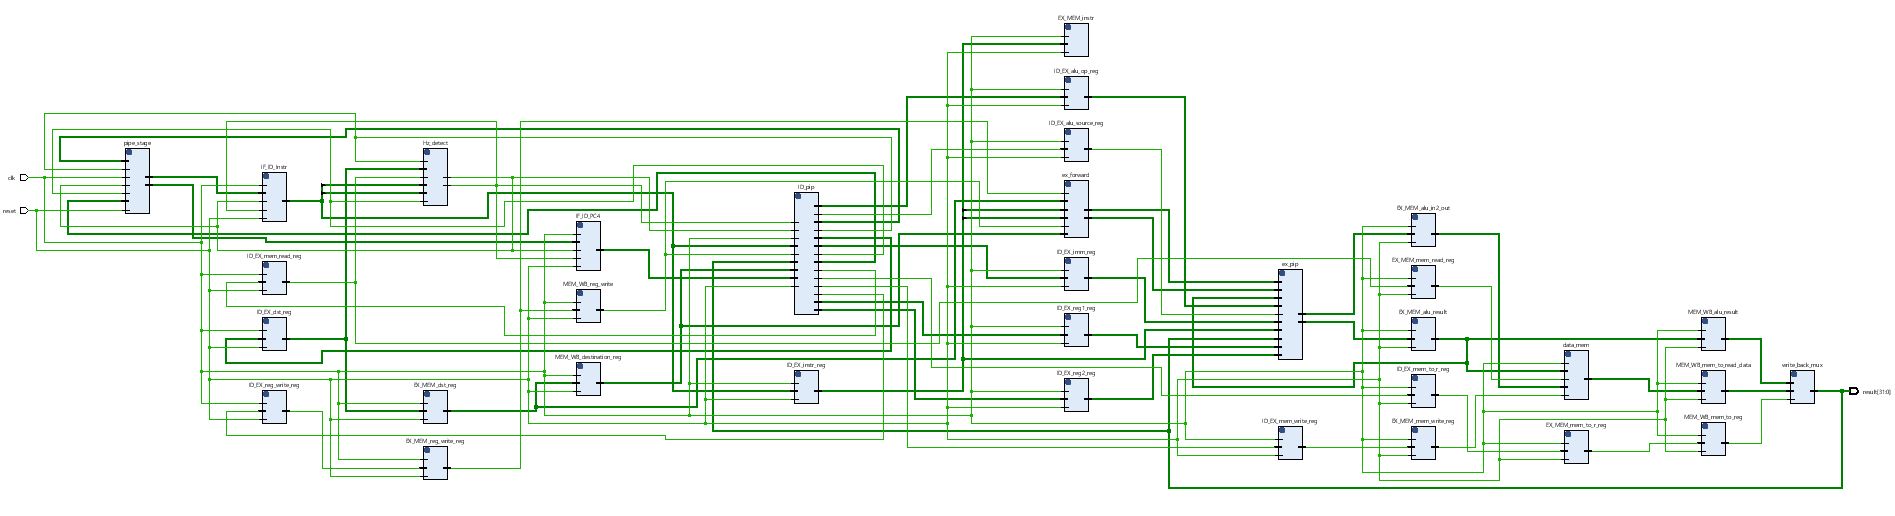 EX_MEM_instr
ID_EX_alu_op_reg
ID_EX_alu_source_reg
pipe_stage
Hz_detect
IF_ID_Instr
clk
ex_forward
ID_pip
reset
IF_ID_PC4
EX_MEM_alu_in2_out
ID_EX_mem_read_reg
ID_EX_imm_reg
ex_pip
EX_MEM_mem_read_reg
MEM_WB_reg_write
ID_EX_dst_reg
ID_EX_reg1_reg
EX_MEM_alu_result
MEM_WB_alu_result
data_mem
MEM_WB_destination_reg
ID_EX_instr_reg
ID_EX_reg2_reg
ID_EX_mem_to_r_reg
MEM_WB_mem_to_read_data
write_back_mux
result[31:0]
ID_EX_reg_write_reg
EX_MEM_dst_reg
ID_EX_mem_write_reg
EX_MEM_mem_write_reg
EX_MEM_mem_to_r_reg
MEM_WB_mem_to_reg
EX_MEM_reg_write_reg